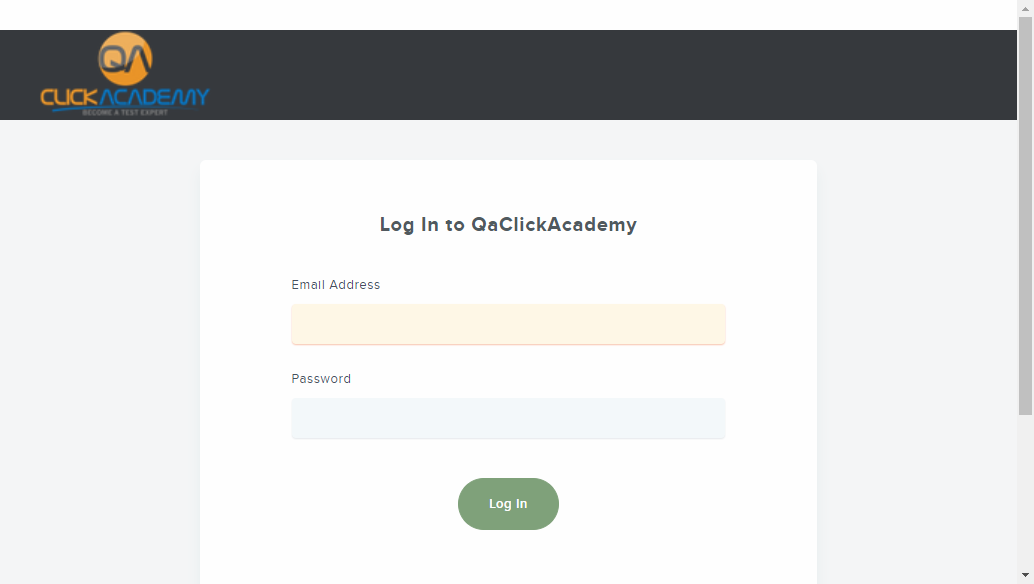 QA
CLICKACADEMY
BECOME A TEST EXPERT
Log In to QaClickAcademy
Email Address
Password
Log In